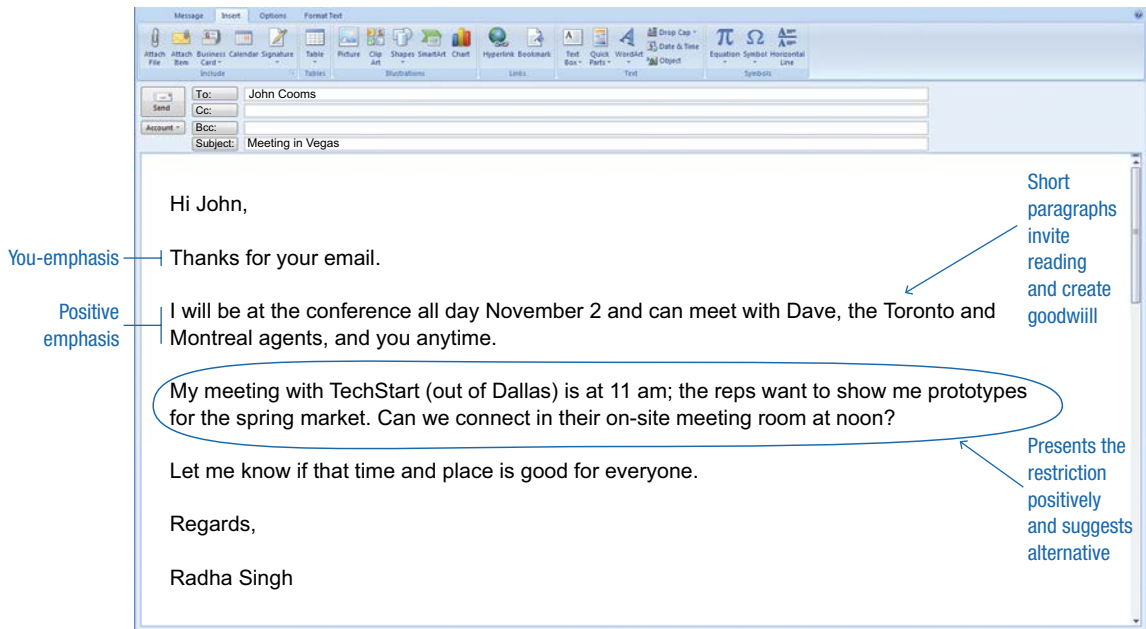 Message Insert Options Format Text
Attach File Attach Item Business Card Calendar Signature Table Picture Clip Art Shapes SmartArt Chart Hyperlink Bookmark Text Box Quick Parts WordArt Drop Cap Equation Symbol Horizontal Line
Date & Time
Object
Include Tables Illustrations Links Text Symbols
Send
Account
To: John Cooms
Cc:
Bcc:
Subject: Meeting in Vegas
Hi John,
You-emphasis
Thanks for your email.
Positive
emphasis
I will be at the conference all day November 2 and can meet with Dave, the Toronto and
Montreal agents, and you anytime.
Short
paragraphs
invite
reading
and create
goodwiill
My meeting with TechStart (out of Dallas) is at 11 am; the reps want to show me prototypes
for the spring market. Can we connect in their on-site meeting room at noon?
Presents the
restriction
positively
and suggests
alternative
Let me know if that time and place is good for everyone.
Regards,
Radha Singh